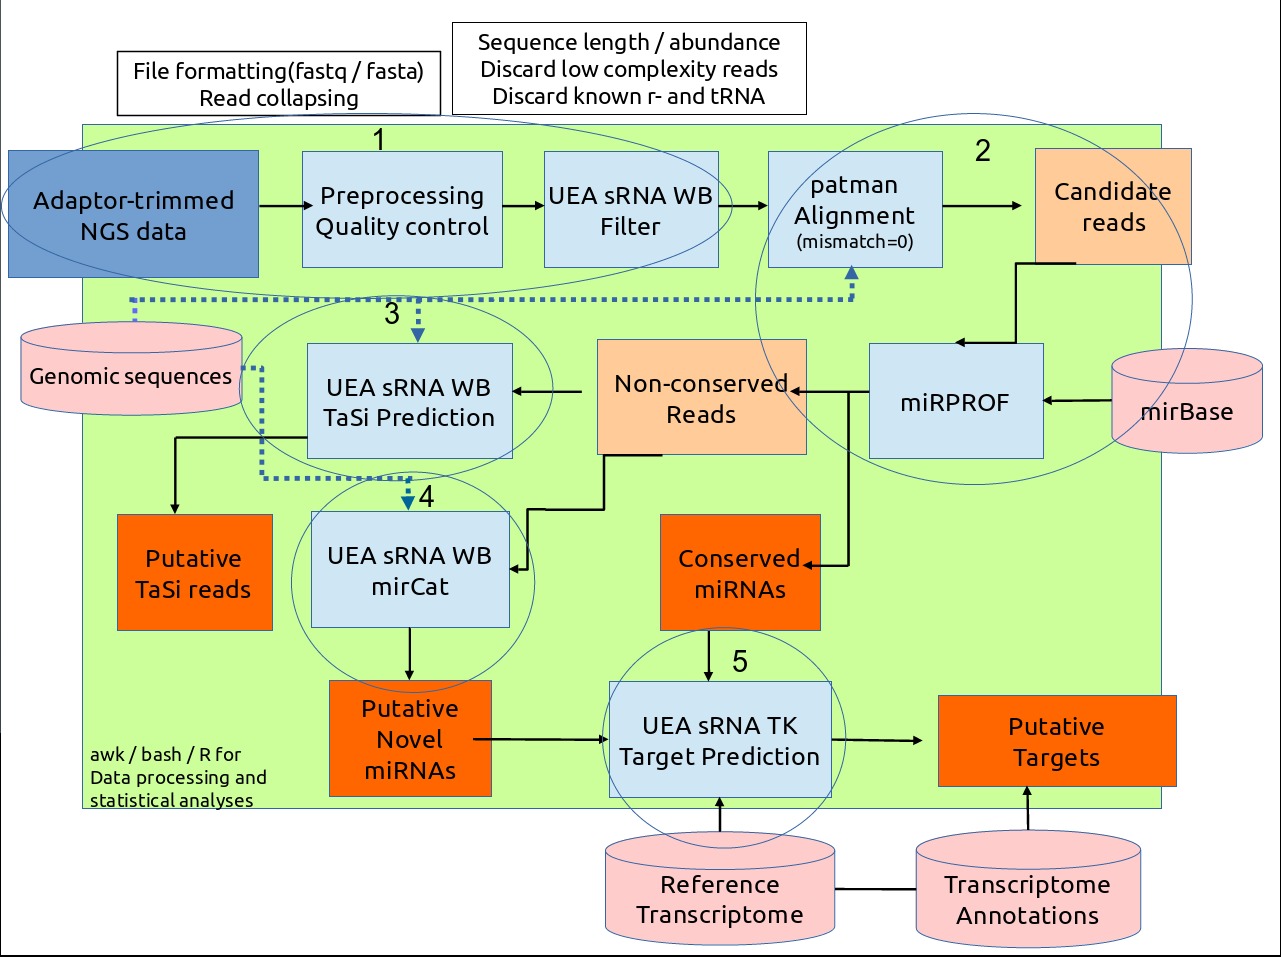 Sequence length / abundance
Discard low complexity reads
Discard known r- and tRNA
File formatting(fastq / fasta)
Read collapsing
1
2
Adaptor-trimmed
NGS data
Preprocessing
Quality control
UEA sRNA WB
Filter
patman
Alignment
(mismatch=0)
Candidate
reads
3
Genomic sequences
UEA sRNA WB
TaSi Prediction
Non-conserved
Reads
miRPROF
mirBase
4
Putative
TaSi reads
UEA sRNA WB
mirCat
Conserved
miRNAs
5
Putative
Novel
miRNAs
UEA sRNA TK
Target Prediction
Putative
Targets
awk / bash / R for
Data processing and
statistical analyses
Reference
Transcriptome
Transcriptome
Annotations